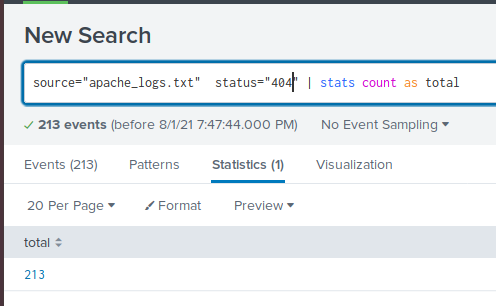 New Search
source="apache_logs.txt"  status="404" | stats count as total
✓ 213 events (before 8/1/21 7:47:44.000 PM) No Event Sampling ▾
Events (213) Patterns Statistics (1) Visualization
20 Per Page ▾ Format Preview ▾
total
213